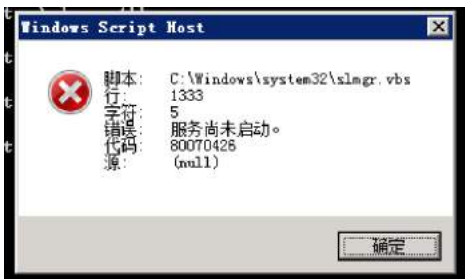 t
Windows Script Host
t
脚本: C:\Windows\system32\slmgr.vbs
行: 1333
t
字符: 5
错误: 服务尚未启动。
代码: 80070426
t
源: (null)
确定